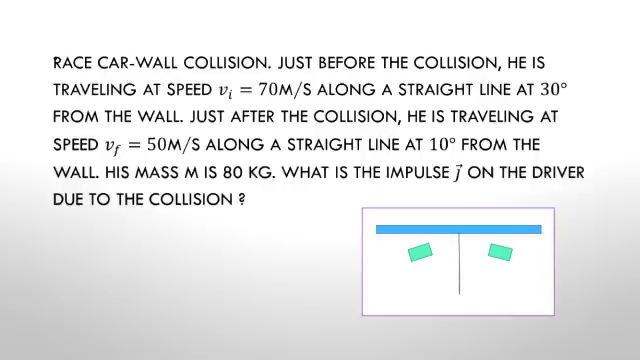 RACE CAR-WALL COLLISION. JUST BEFORE THE COLLISION, HE IS
TRAVELING AT SPEED 𝑣ᵢ = 70M/S ALONG A STRAIGHT LINE AT 30°
FROM THE WALL. JUST AFTER THE COLLISION, HE IS TRAVELING AT
SPEED 𝑣_f = 50M/S ALONG A STRAIGHT LINE AT 10° FROM THE
WALL. HIS MASS M IS 80 KG. WHAT IS THE IMPULSE ȷ⃗ ON THE DRIVER
DUE TO THE COLLISION ?